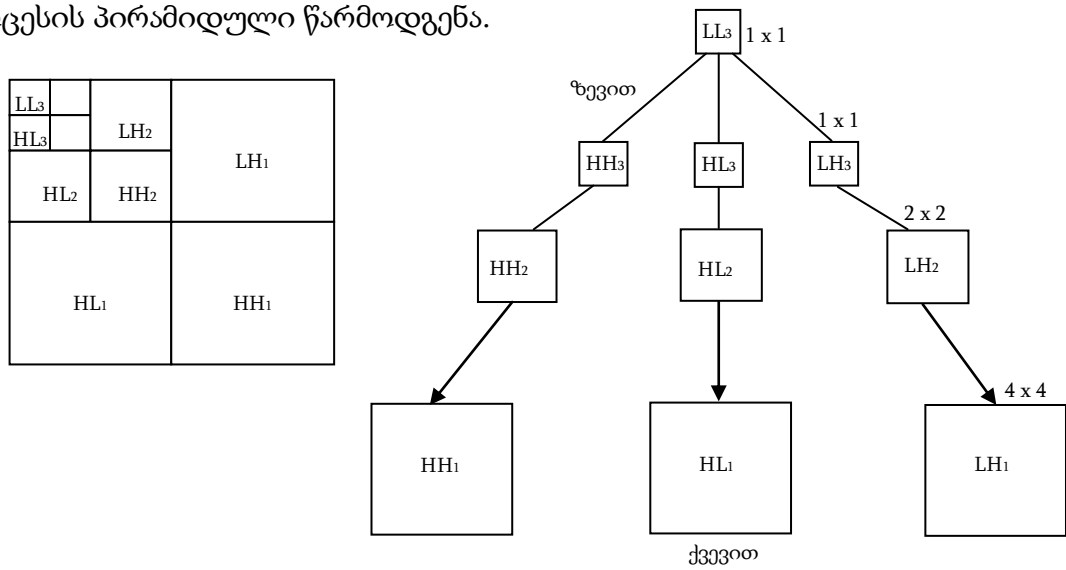 პირამიდული წარმოდგენა.
LL3
LH2
HL3
LH1
HL2 HH2
HL1 HH1
LL3 1 x 1
ზევით
1 x 1
HH3 HL3 LH3
2 x 2
HH2 HL2 LH2
4 x 4
HH1 HL1 LH1
ქვევით